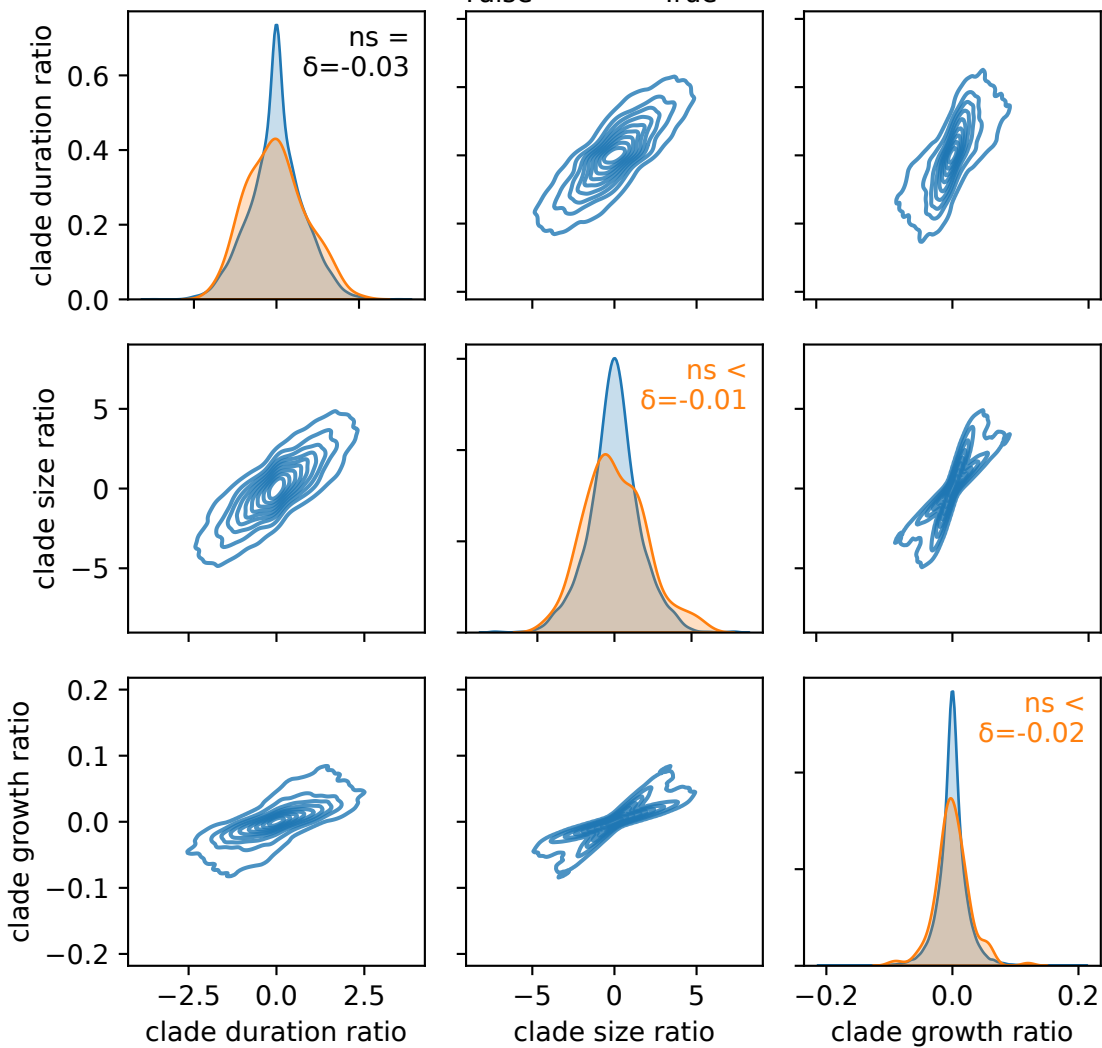 clade duration ratio
0.6
0.4
0.2
0.0
ns =
δ=-0.03
clade size ratio
5
0
−5
ns <
δ=-0.01
clade growth ratio
0.2
0.1
0.0
−0.1
−0.2
ns <
δ=-0.02
−2.5 0.0 2.5
−5 0 5
−0.2 0.0 0.2
clade duration ratio
clade size ratio
clade growth ratio